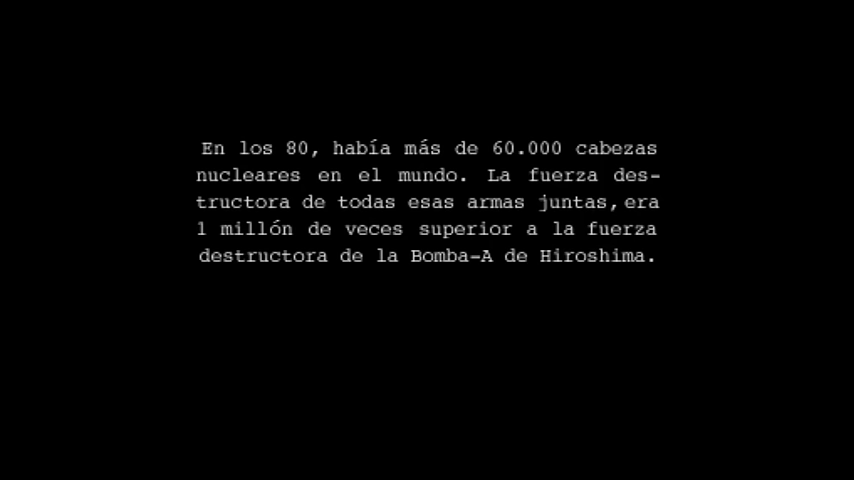 En los 80, había más de 60.000 cabezas
nucleares en el mundo. La fuerza des-
tructora de todas esas armas juntas, era
1 millón de veces superior a la fuerza
destructora de la Bomba-A de Hiroshima.